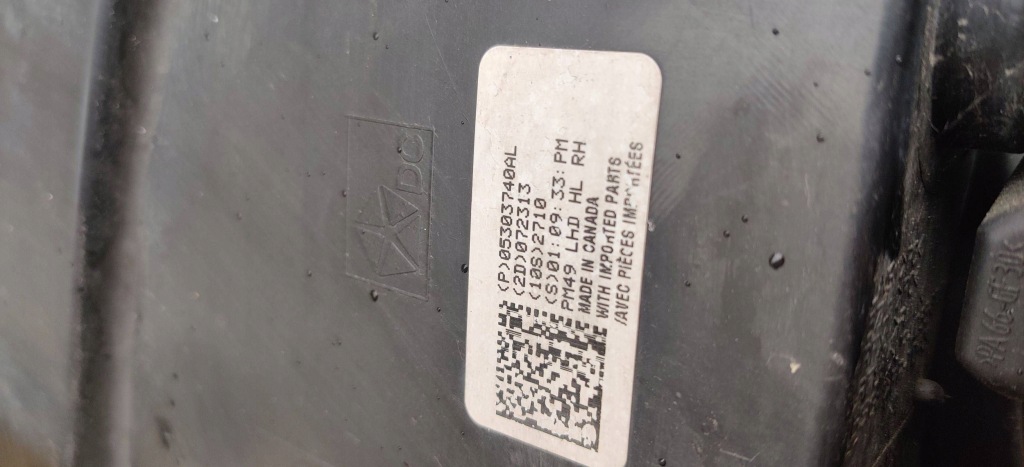 (P)05303740AL
(2D)072313
(10S)2710
(S)01:09:33:PM
PM49 LHD HL RH
MADE IN CANADA
WITH IMPORTED PARTS
/AVEC PIÈCES IMPORTÉES
DC